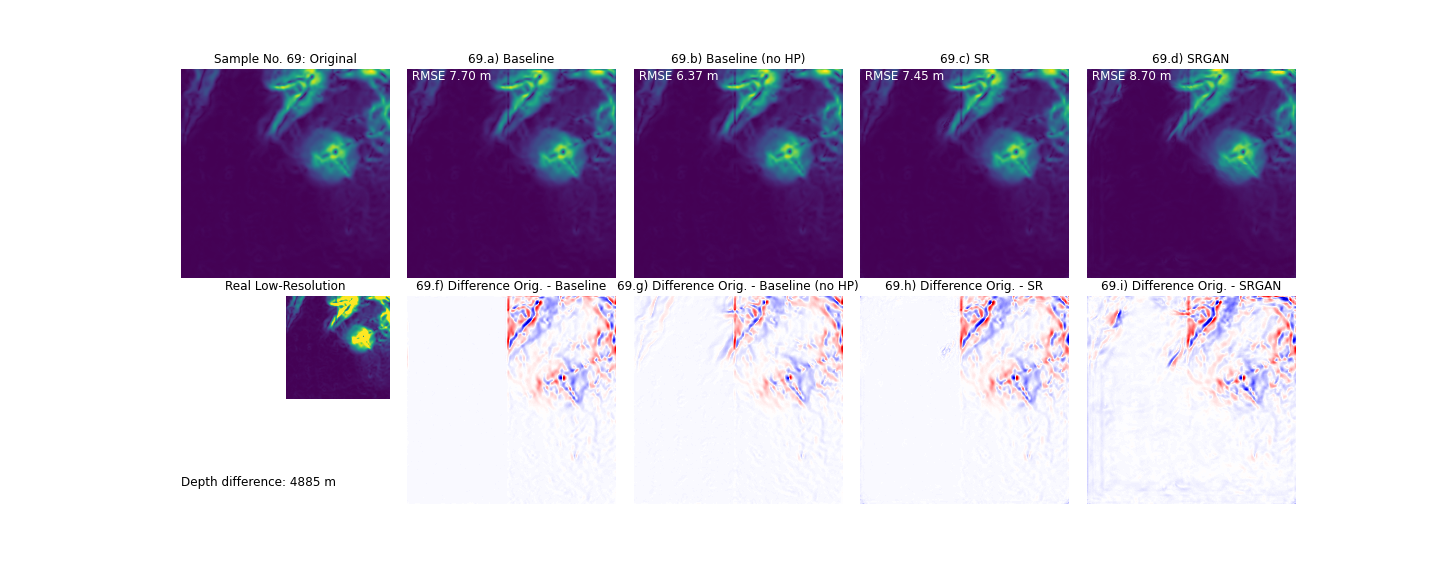 Sample No. 69: Original
69.a) Baseline
69.b) Baseline (no HP)
69.c) SR
69.d) SRGAN
RMSE 7.70 m
RMSE 6.37 m
RMSE 7.45 m
RMSE 8.70 m
Real Low-Resolution
69.f) Difference Orig. - Baseline
69.g) Difference Orig. - Baseline (no HP)
69.h) Difference Orig. - SR
69.i) Difference Orig. - SRGAN
Depth difference: 4885 m